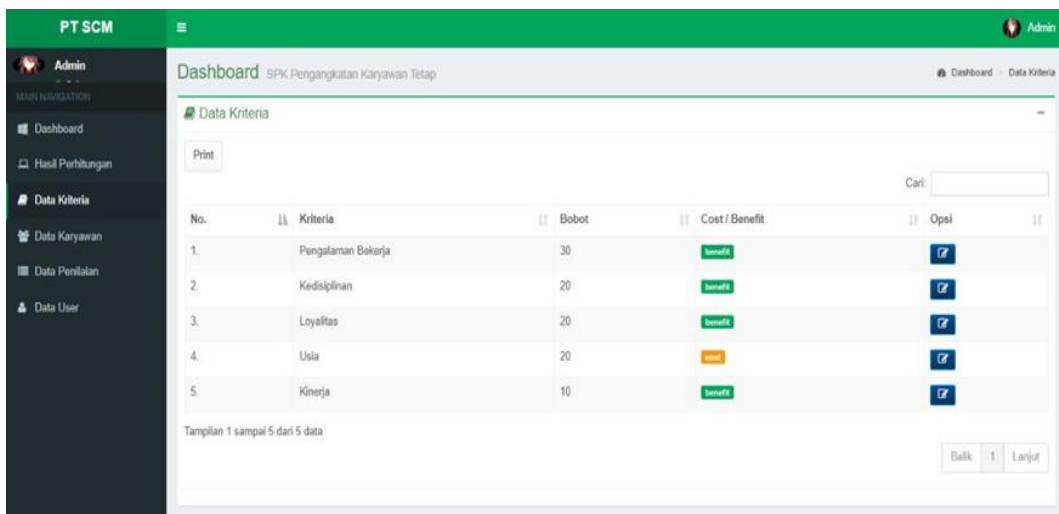 PT SCM
Admin
Admin
MAIN NAVIGATION
Dashboard
Hasil Perhitungan
Data Kriteria
Data Karyawan
Data Penilaian
Data User
Dashboard SPK Pengangkatan Karyawan Tetap
Dashboard > Data Kriteria
Data Kriteria
Print
Cari:
No. Kriteria Bobot Cost / Benefit Opsi
1. Pengalaman Bekerja 30 benefit
2. Kedisiplinan 20 benefit
3. Loyalitas 20 benefit
4. Usia 20 cost
5. Kinerja 10 benefit
Tampilan 1 sampai 5 dari 5 data
Balik 1 Lanjut